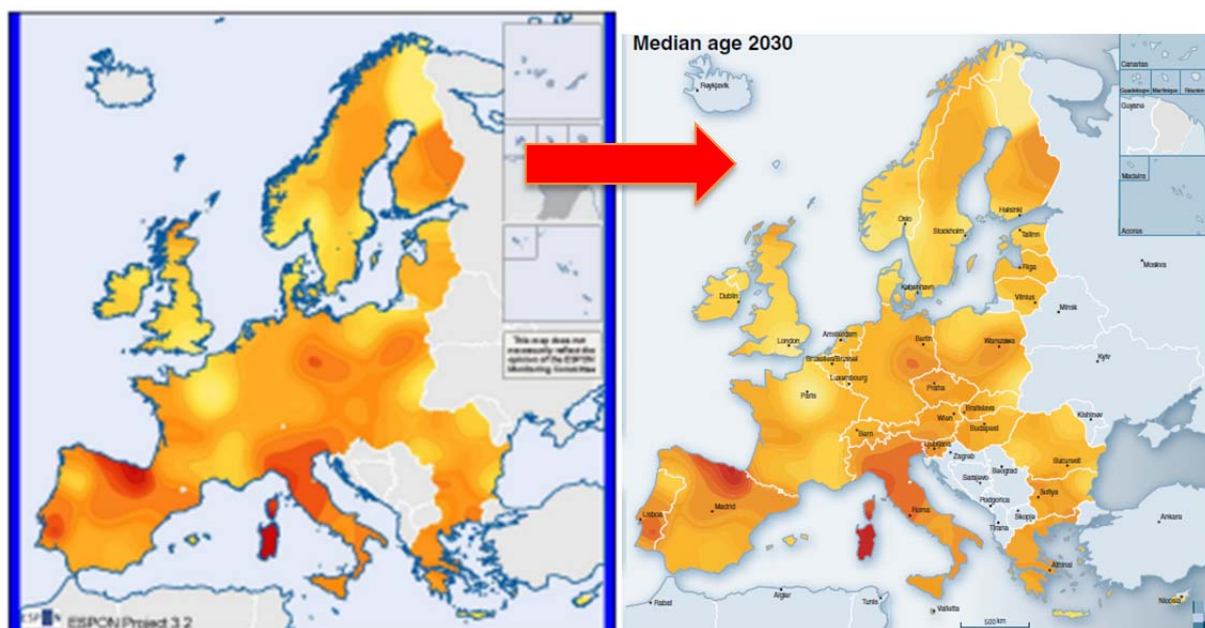 This map does not
necessarily reflect the
opinion of the ESPON
Monitoring Committee
ESPON Project 3.2
Median age 2030
Canarias
Guadeloupe Martinique Réunion
Guyane
Madeira
Acores
Reykjavik
Oslo
Helsinki
Stockholm
Tallinn
Riga
Moskva
København
Vilnius
Minsk
Dublin
Amsterdam
London
Berlin
Warszawa
Bruxelles/Brussel
Kyiv
Luxembourg
Praha
Paris
Kishinev
Wien
Bratislava
Budapest
Bern
Ljubljana
Zagreb
Beograd
Bucuresti
Sarajevo
Podgorica
Sofiya
Skopje
Tirana
Roma
Madrid
Lisboa
Ankara
Athinai
Alger
Tunis
Rabat
Valletta
Nicosia
500 km